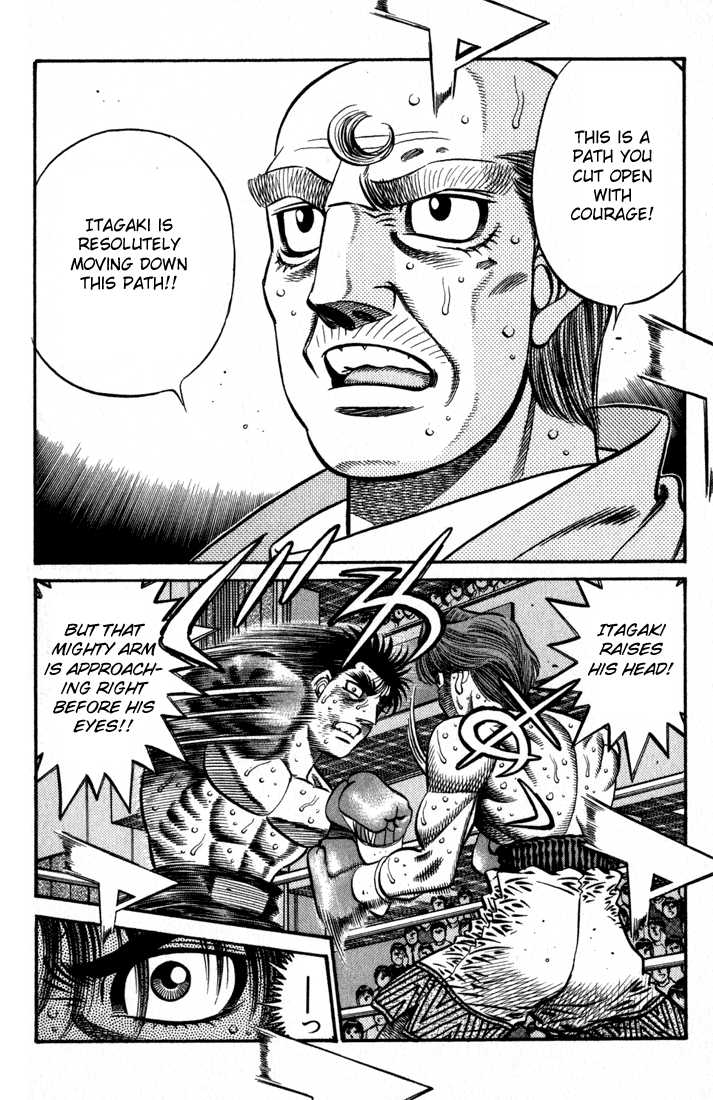 THIS IS A
PATH YOU
CUT OPEN
WITH
COURAGE!
ITAGAKI IS
RESOLUTELY
MOVING DOWN
THIS PATH!!
ITAGAKI
RAISES
HIS HEAD!
BUT THAT
MIGHTY ARM
IS APPROACH-
ING RIGHT
BEFORE HIS
EYES!!